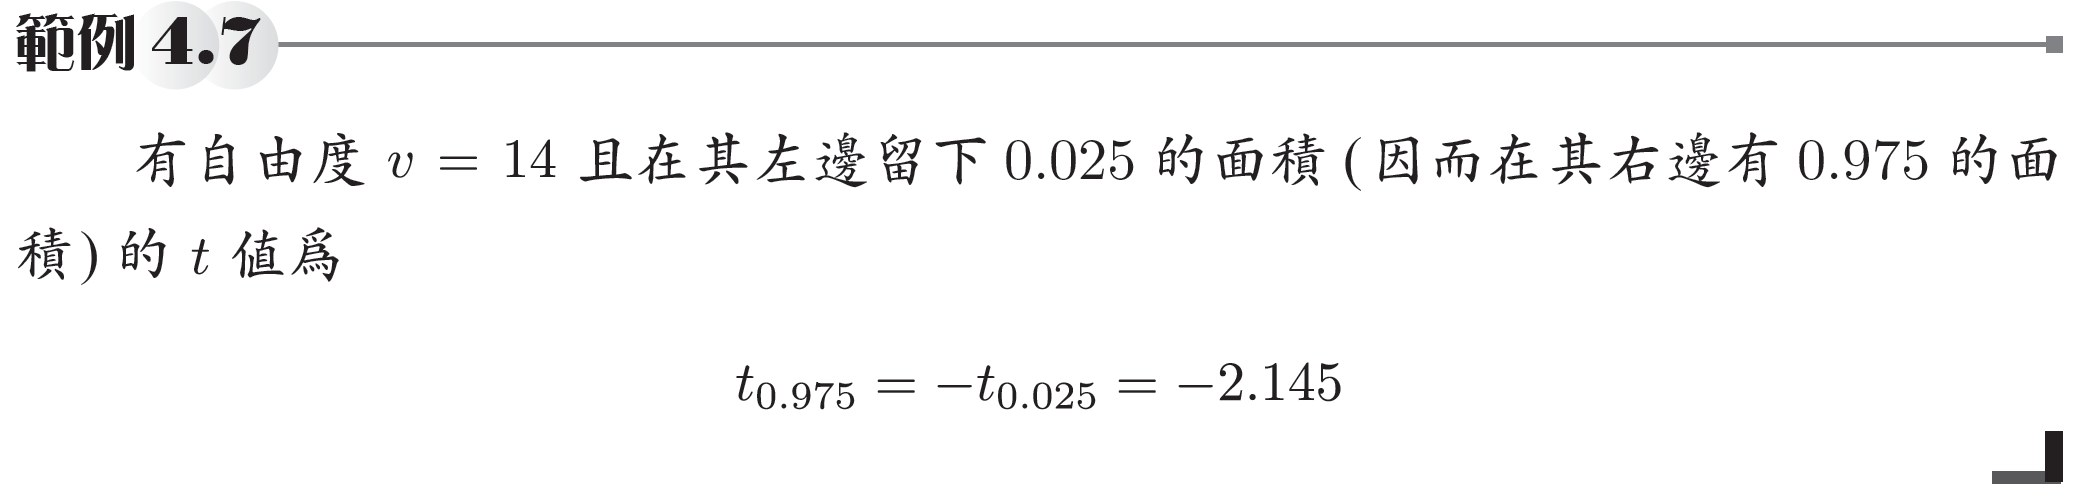 範例 4.7
有自由度 v = 14 且在其左邊留下 0.025 的面積 (因而在其右邊有 0.975 的面
積) 的 t 值爲
t₀.₉₇₅ = −t₀.₀₂₅ = −2.145